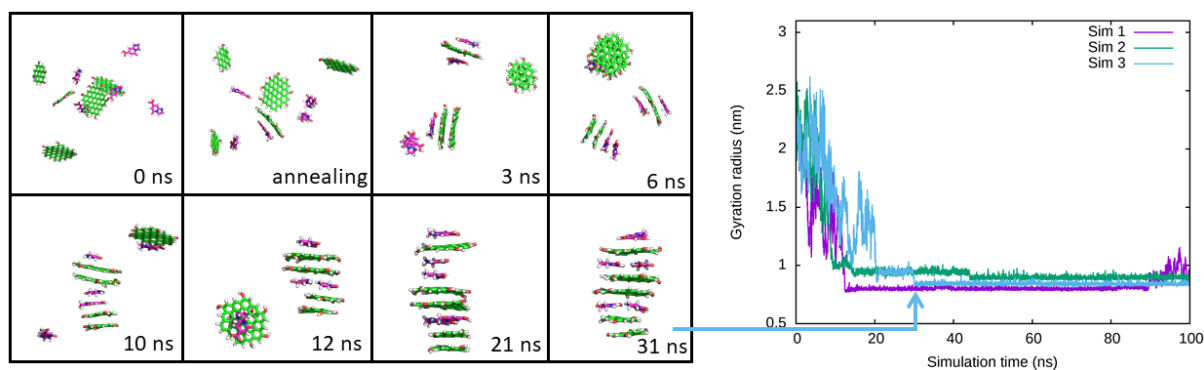 0 ns
annealing
3 ns
6 ns
10 ns
12 ns
21 ns
31 ns
Sim 1
Sim 2
Sim 3
Gyration radius (nm)
3
2.5
2
1.5
1
0.5
0 20 40 60 80 100
Simulation time (ns)